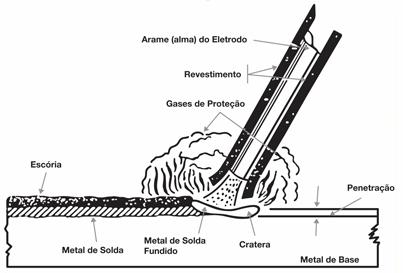 Arame (alma) do Eletrodo
Revestimento
Gases de Proteção
Escória
Penetração
Metal de Solda
Metal de Solda
Fundido
Cratera
Metal de Base